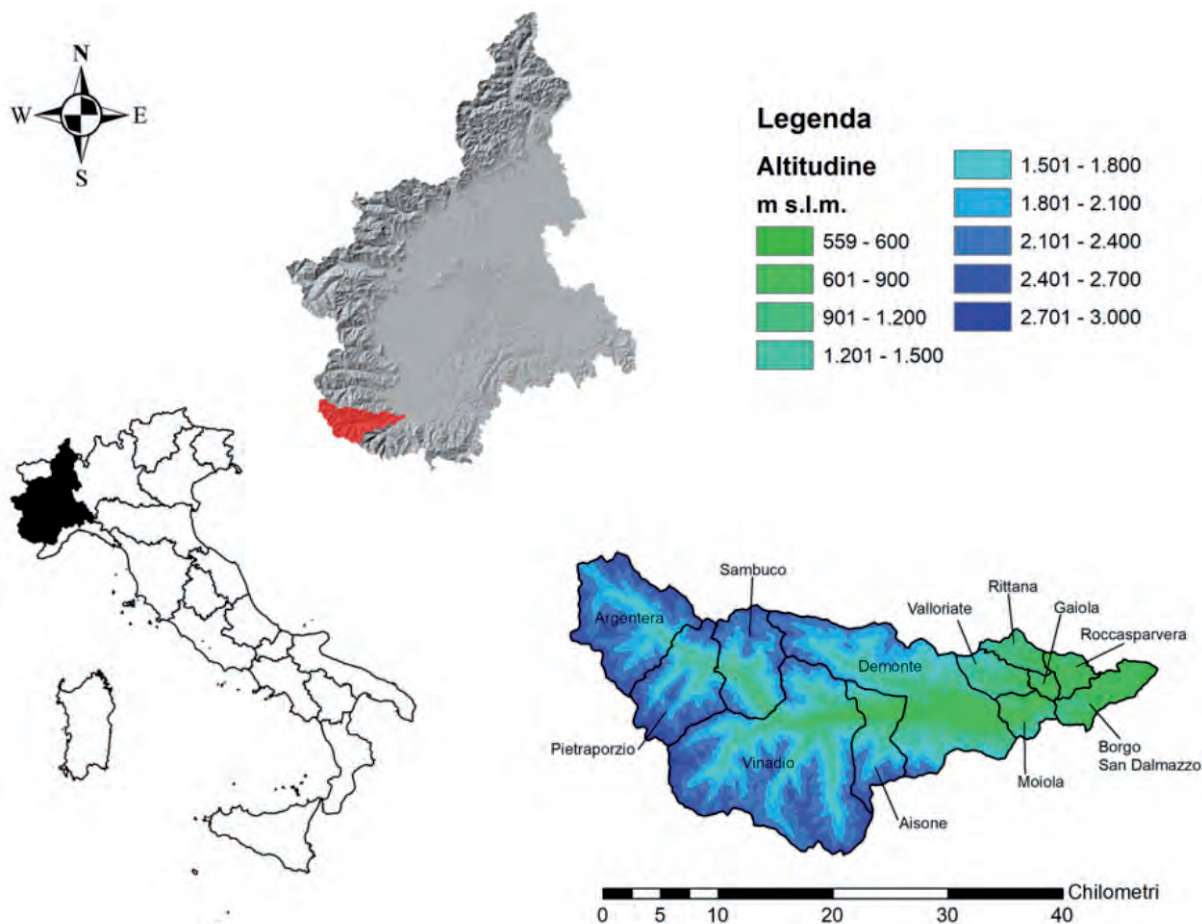 N
W
E
S
Legenda
Altitudine
m s.l.m.
559 - 600
601 - 900
901 - 1.200
1.201 - 1.500
1.501 - 1.800
1.801 - 2.100
2.101 - 2.400
2.401 - 2.700
2.701 - 3.000
Sambuco
Rittana
Valloriate
Gaiola
Roccasparvera
Argentera
Demonte
Pietraporzio
Vinadio
Borgo
San Dalmazzo
Moiola
Aisone
Chilometri
0 5 10 20 30 40